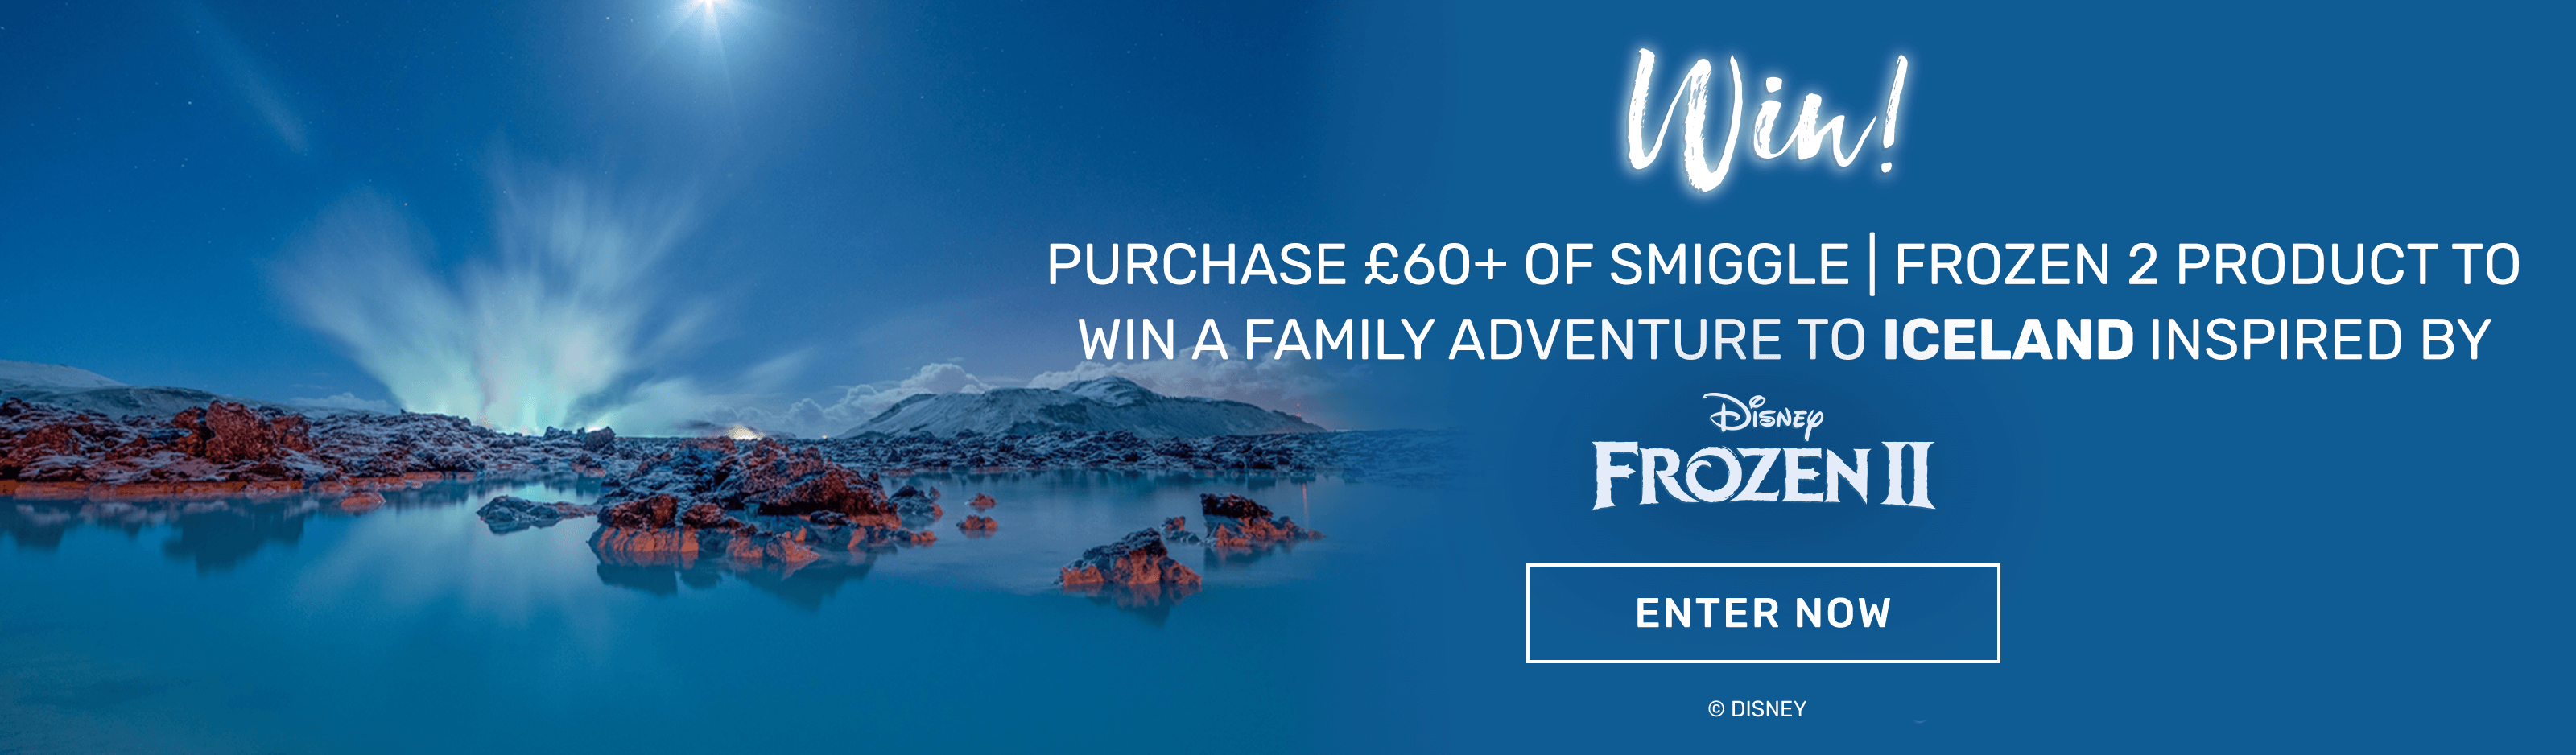 Win!
PURCHASE £60+ OF SMIGGLE | FROZEN 2 PRODUCT TO
WIN A FAMILY ADVENTURE TO ICELAND INSPIRED BY
DISNEY
FROZEN II
ENTER NOW
© DISNEY